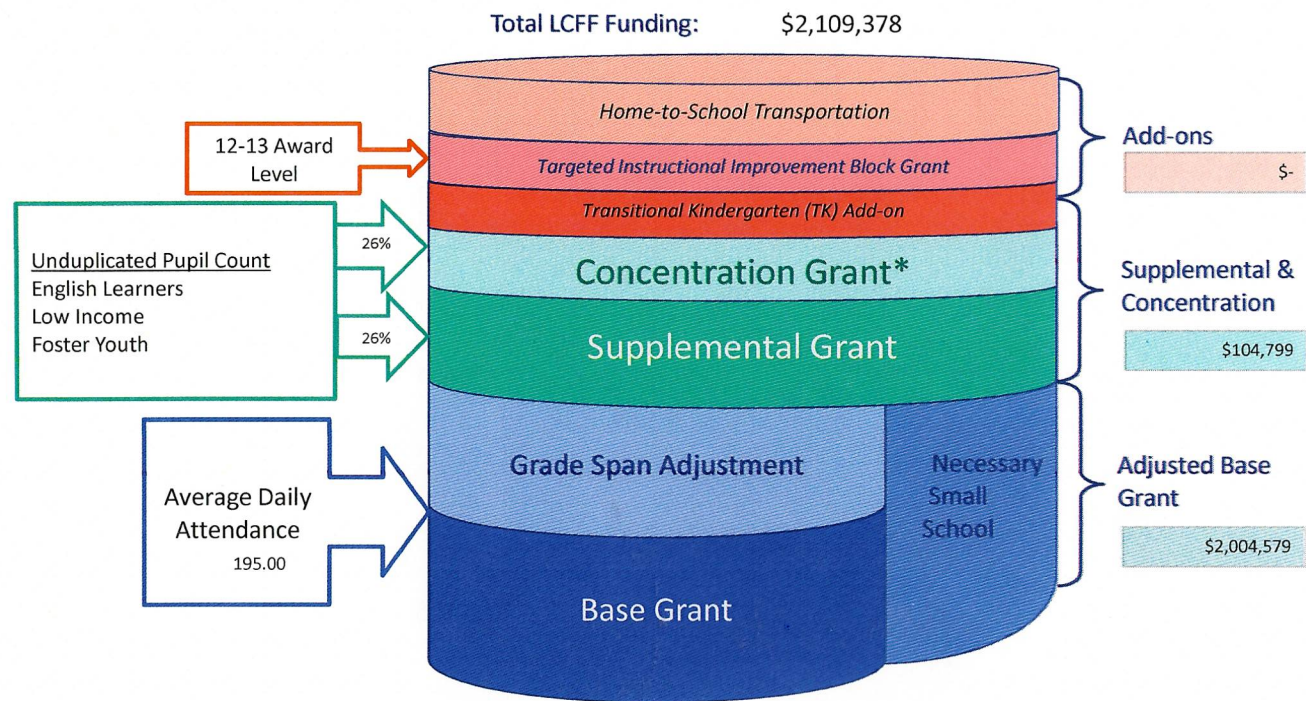 Total LCFF Funding: $2,109,378
Home-to-School Transportation
12-13 Award
Level
Targeted Instructional Improvement Block Grant
Add-ons
$-
Transitional Kindergarten (TK) Add-on
Unduplicated Pupil Count
English Learners
Low Income
Foster Youth
26%
26%
Concentration Grant*
Supplemental Grant
Supplemental &
Concentration
$104,799
Average Daily
Attendance
195.00
Grade Span Adjustment
Base Grant
Necessary
Small
School
Adjusted Base
Grant
$2,004,579